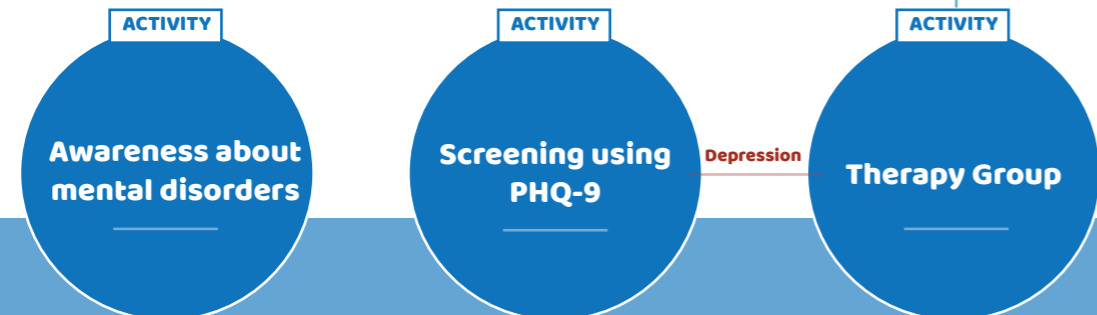 ACTIVITY
Awareness about
mental disorders
ACTIVITY
Screening using
PHQ-9
Depression
ACTIVITY
Therapy Group